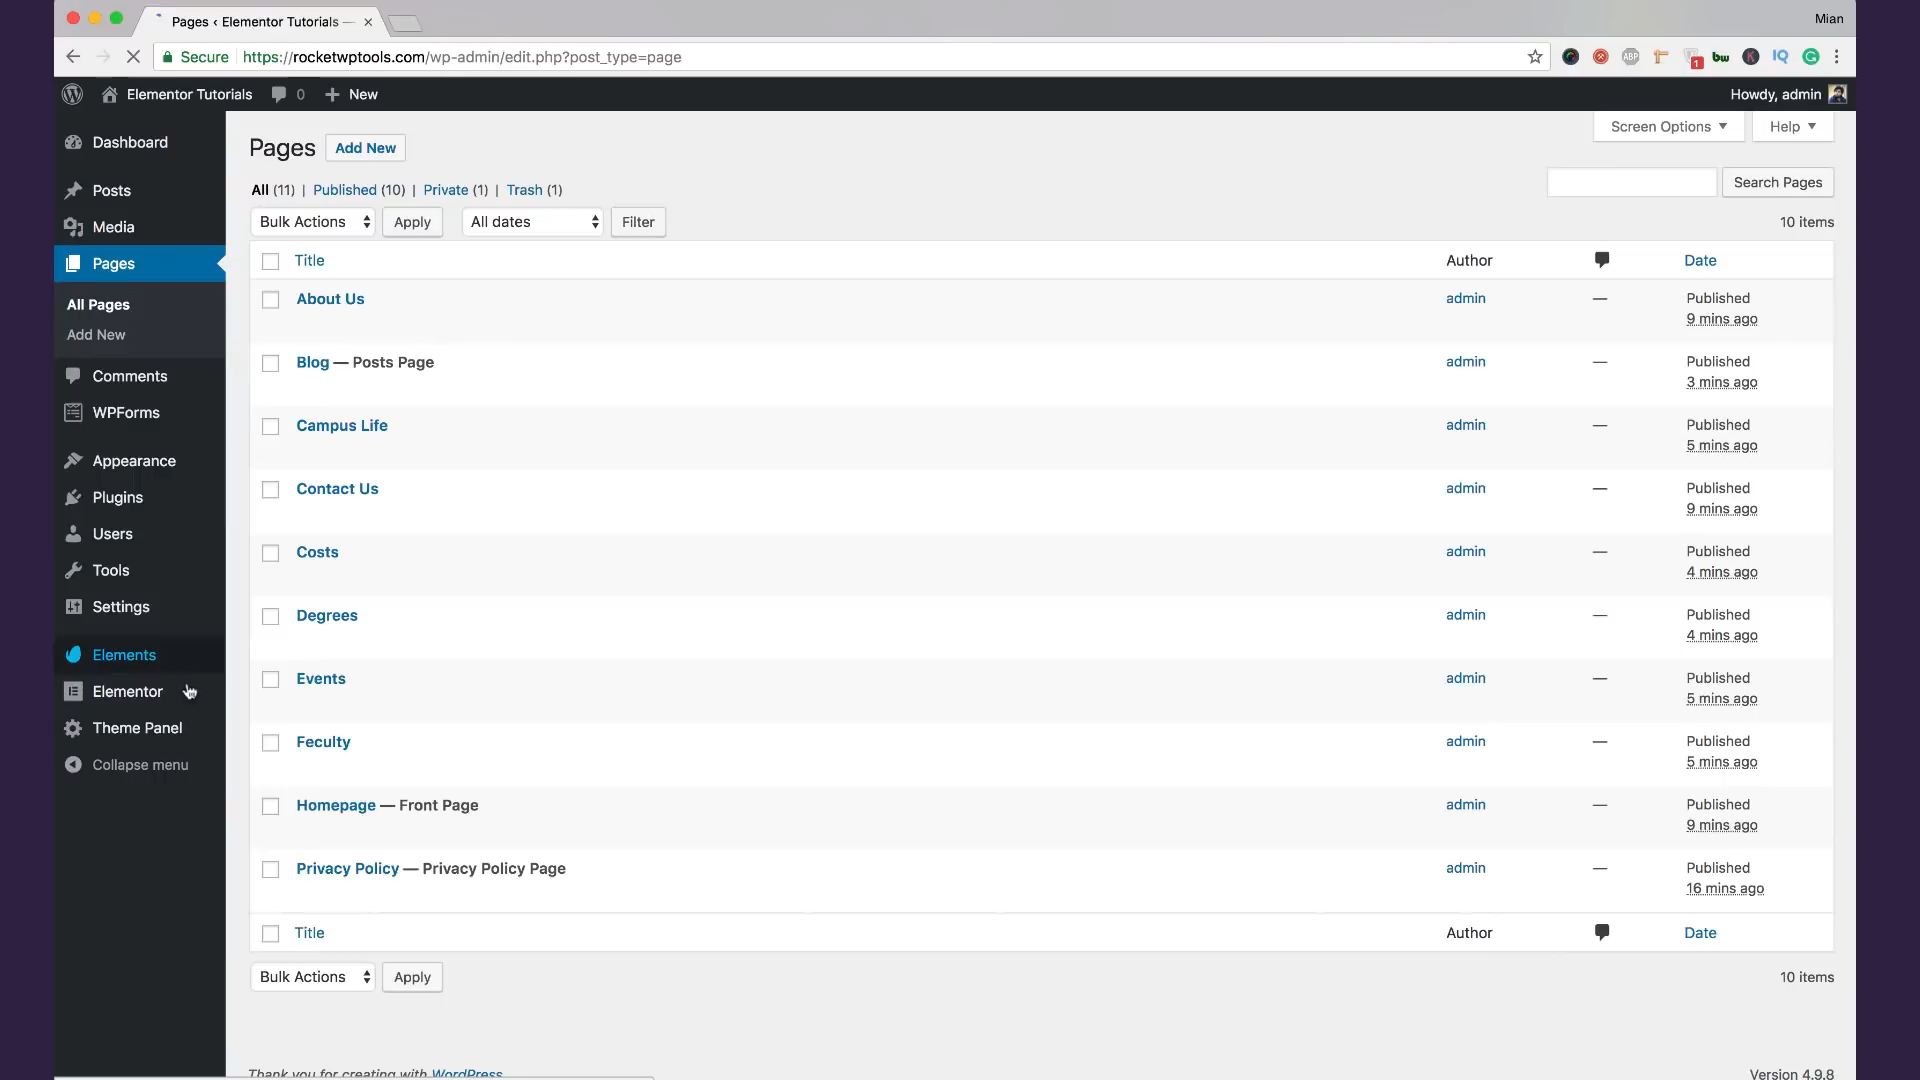 Pages ‹ Elementor Tutorials —
Mian
Secure
https://rocketwptools.com/wp-admin/edit.php?post_type=page
ABP
1
bw
K
IQ
Elementor Tutorials
0
New
Howdy, admin
Dashboard
Posts
Media
Pages
All Pages
Add New
Comments
WPForms
Appearance
Plugins
Users
Tools
Settings
Elements
Elementor
Theme Panel
Collapse menu
Screen Options
Help
Pages
Add New
All (11) | Published (10) | Private (1) | Trash (1)
Search Pages
Bulk Actions
Apply
All dates
Filter
10 items
Title
Author
Date
About Us
admin
—
Published
9 mins ago
Blog — Posts Page
admin
—
Published
3 mins ago
Campus Life
admin
—
Published
5 mins ago
Contact Us
admin
—
Published
9 mins ago
Costs
admin
—
Published
4 mins ago
Degrees
admin
—
Published
4 mins ago
Events
admin
—
Published
5 mins ago
Feculty
admin
—
Published
5 mins ago
Homepage — Front Page
admin
—
Published
9 mins ago
Privacy Policy — Privacy Policy Page
admin
—
Published
16 mins ago
Title
Author
Date
Bulk Actions
Apply
10 items
Thank you for creating with WordPress
Version 4.9.8